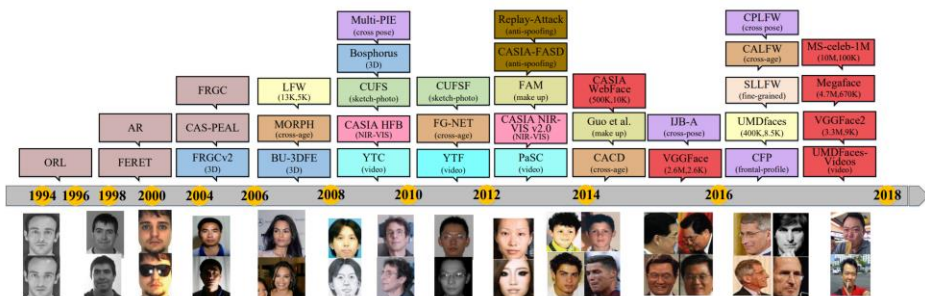 Multi-PIE
(cross pose)
Replay-Attack
(anti-spoofing)
CPLFW
(cross pose)
Bosphorus
(3D)
CASIA-FASD
(anti-spoofing)
CALFW
(cross-age)
MS-celeb-1M
(10M,100K)
FRGC
LFW
(13K,5K)
CUFS
(sketch-photo)
CUFSF
(sketch-photo)
FAM
(make up)
CASIA
WebFace
(500K,10K)
SLLFW
(fine-grained)
Megaface
(4.7M,670K)
AR
CAS-PEAL
MORPH
(cross-age)
CASIA HFB
(NIR-VIS)
FG-NET
(cross-age)
CASIA NIR-
VIS v2.0
(NIR-VIS)
Guo et al.
(make up)
IJB-A
(cross-pose)
UMDfaces
(400K,8.5K)
VGGFace2
(3.3M,9K)
ORL
FERET
FRGCv2
(3D)
BU-3DFE
(3D)
YTC
(video)
YTF
(video)
PaSC
(video)
CACD
(cross-age)
VGGFace
(2.6M,2.6K)
CFP
(frontal-profile)
UMDFaces-
Videos
(video)
1994 1996 1998 2000 2004 2006 2008 2010 2012 2014 2016 2018